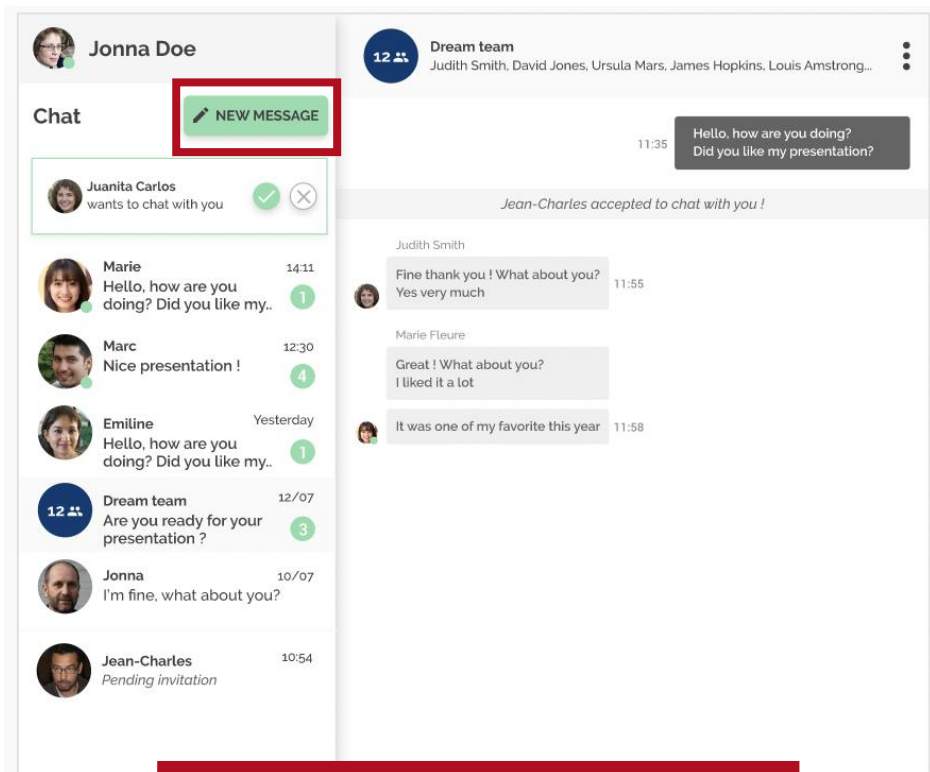 Jonna Doe
Chat
NEW MESSAGE
Juanita Carlos
wants to chat with you
Marie
14:11
Hello, how are you
doing? Did you like my..
1
Marc
12:30
Nice presentation !
4
Emiline
Yesterday
Hello, how are you
doing? Did you like my..
1
12
Dream team
12/07
Are you ready for your
presentation ?
3
Jonna
10/07
I'm fine, what about you?
Jean-Charles
10:54
Pending invitation
12
Dream team
Judith Smith, David Jones, Ursula Mars, James Hopkins, Louis Amstrong...
11:35
Hello, how are you doing?
Did you like my presentation?
Jean-Charles accepted to chat with you !
Judith Smith
Fine thank you ! What about you?
Yes very much
11:55
Marie Fleure
Great ! What about you?
I liked it a lot
It was one of my favorite this year
11:58